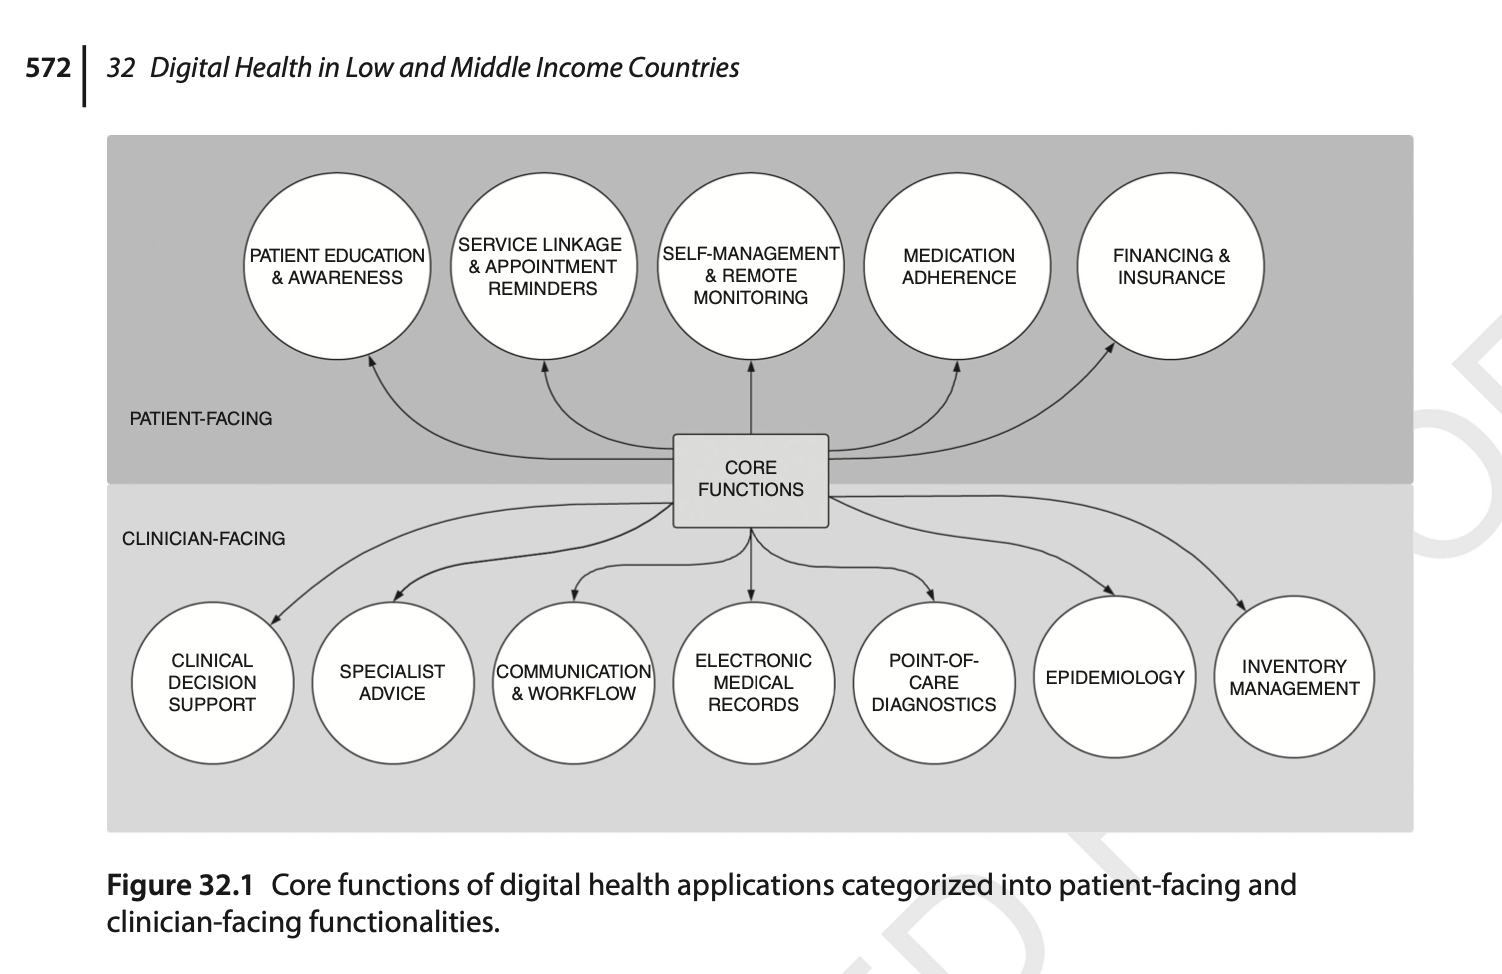 572
32 Digital Health in Low and Middle Income Countries
PATIENT EDUCATION
& AWARENESS
SERVICE LINKAGE
& APPOINTMENT
REMINDERS
SELF-MANAGEMENT
& REMOTE
MONITORING
MEDICATION
ADHERENCE
FINANCING &
INSURANCE
PATIENT-FACING
CORE
FUNCTIONS
CLINICIAN-FACING
CLINICAL
DECISION
SUPPORT
SPECIALIST
ADVICE
COMMUNICATION
& WORKFLOW
ELECTRONIC
MEDICAL
RECORDS
POINT-OF-
CARE
DIAGNOSTICS
EPIDEMIOLOGY
INVENTORY
MANAGEMENT
Figure 32.1 Core functions of digital health applications categorized into patient-facing and
clinician-facing functionalities.